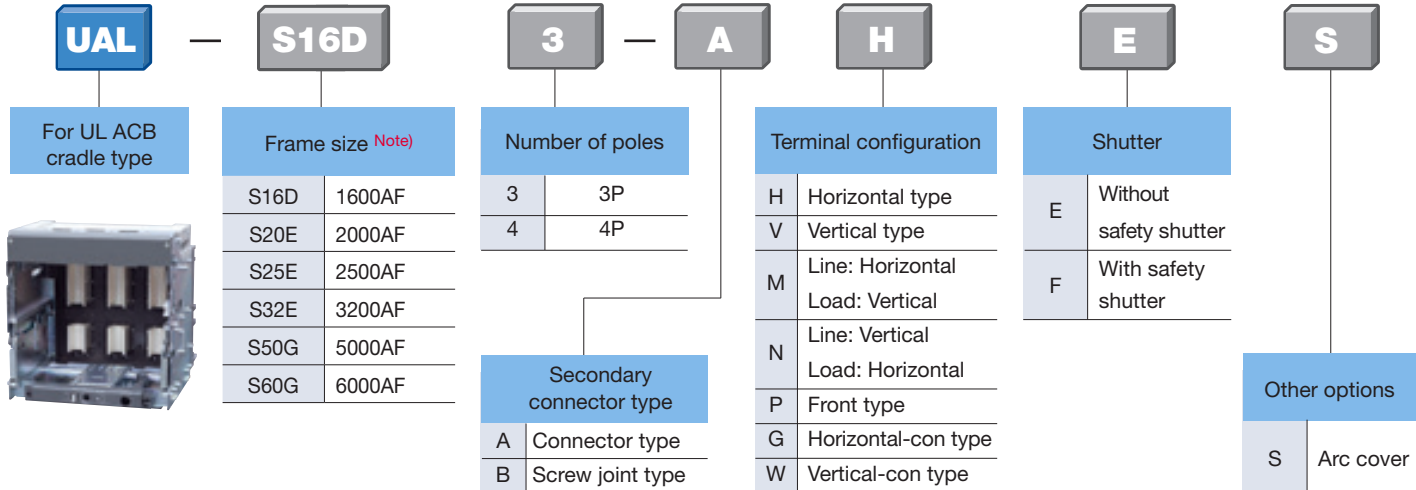 UAL — S16D 3 — A H E S
For UL ACB
cradle type
Frame size Note)
S16D 1600AF
S20E 2000AF
S25E 2500AF
S32E 3200AF
S50G 5000AF
S60G 6000AF
Number of poles
3 3P
4 4P
Secondary
connector type
A Connector type
B Screw joint type
Terminal configuration
H Horizontal type
V Vertical type
M Line: Horizontal
Load: Vertical
N Line: Vertical
Load: Horizontal
P Front type
G Horizontal-con type
W Vertical-con type
Shutter
E Without
safety shutter
F With safety
shutter
Other options
S Arc cover